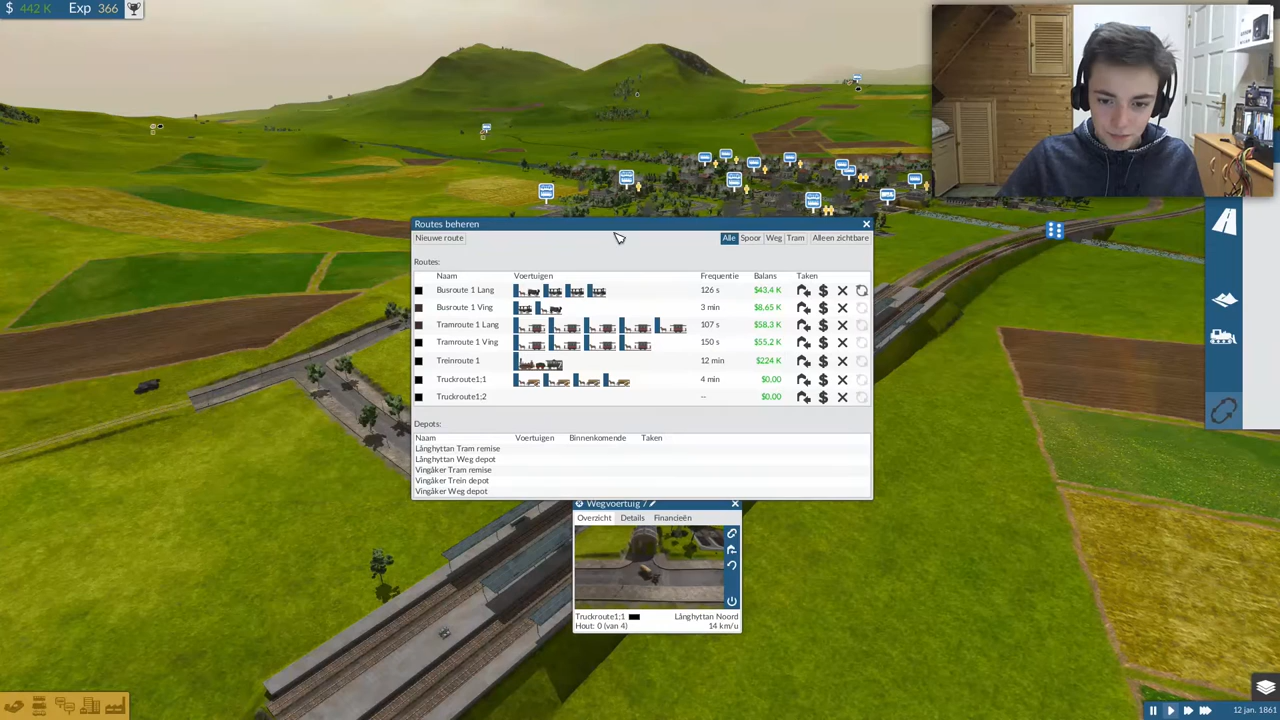 $ 442 K Exp 366
Routes beheren
Nieuwe route Alle Spoor Weg Tram Alleen zichtbare
Routes:
Naam Voertuigen Frequentie Balans Taken
Busroute 1 Lang 126 s $43.4 K
Busroute 1 Ving 3 min $8.65 K
Tramroute 1 Lang 107 s $58.3 K
Tramroute 1 Ving 150 s $55.2 K
Treinroute 1 12 min $224 K
Truckroute1;1 4 min $0.00
Truckroute1;2 -- $0.00
Depots:
Naam Voertuigen Binnenkomende Taken
Långhyttan Tram remise
Långhyttan Weg depot
Vingåker Tram remise
Vingåker Trein depot
Vingåker Weg depot
Wegvoertuig 7
Overzicht Details Financieën
Truckroute1;1 Långhyttan Noord
Hout: 0 (van 4) 14 km/u
12 jan. 1861